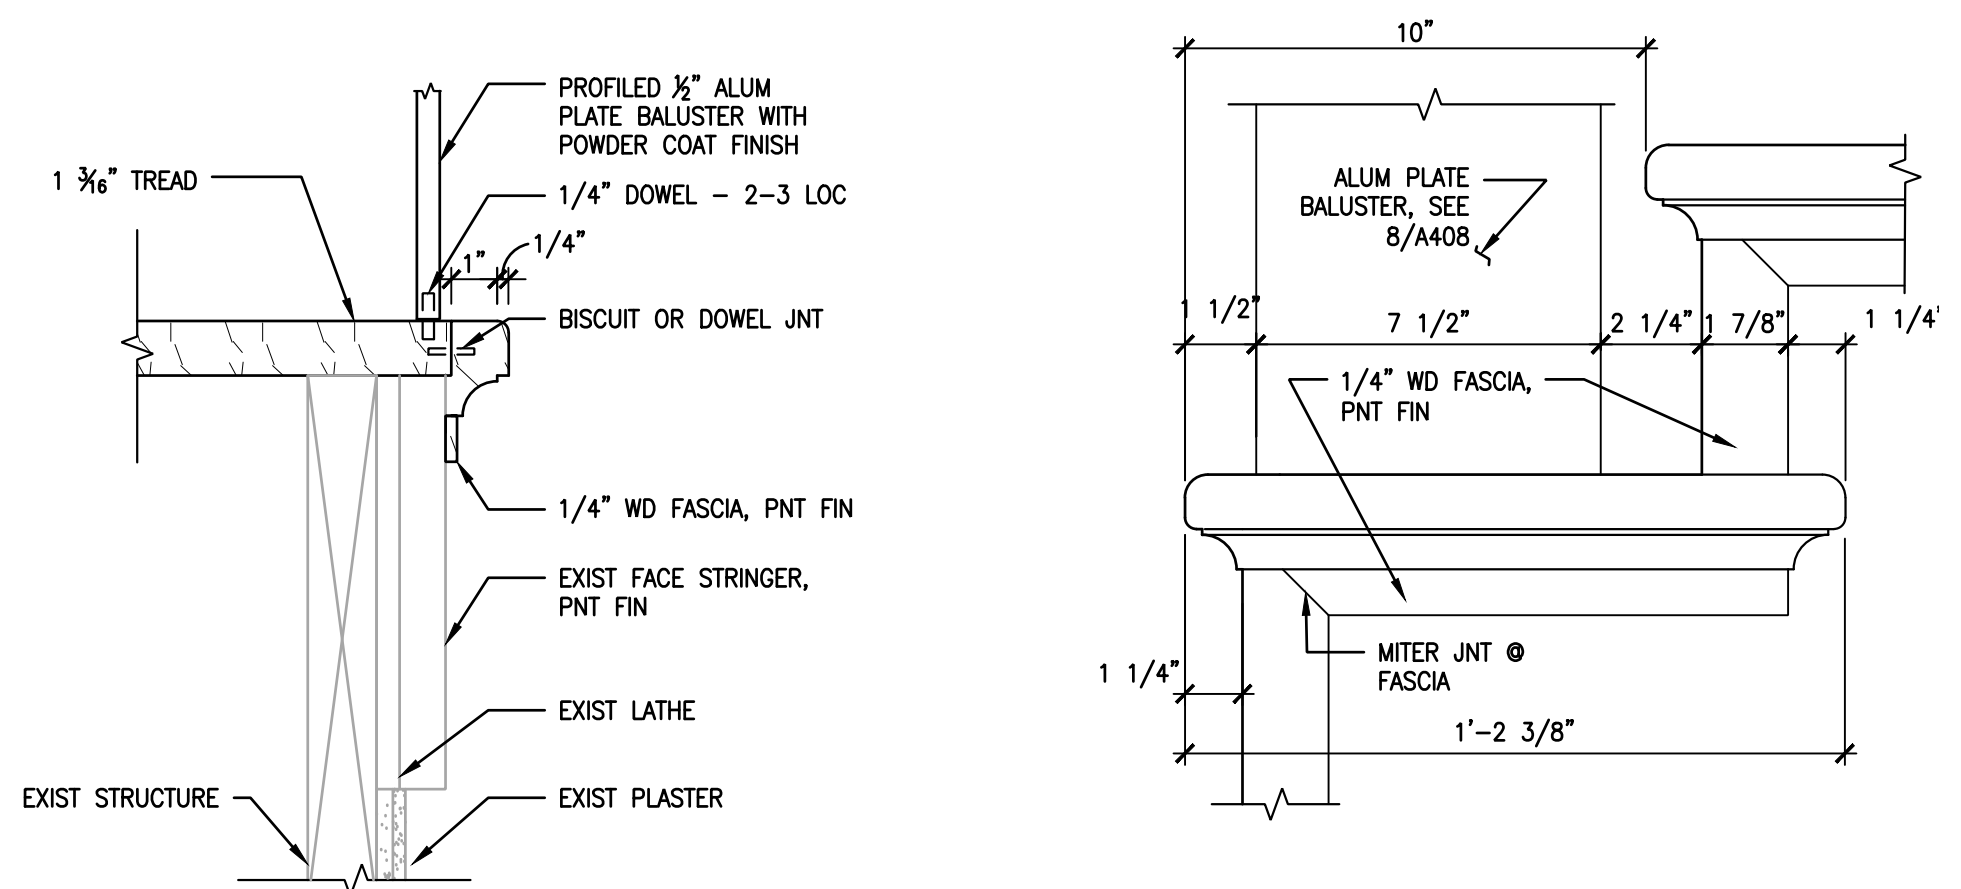 PROFILED ½" ALUM
PLATE BALUSTER WITH
POWDER COAT FINISH
1 3/16" TREAD
1/4" DOWEL – 2–3 LOC
1/4"
1"
BISCUIT OR DOWEL JNT
1/4" WD FASCIA, PNT FIN
EXIST FACE STRINGER,
PNT FIN
EXIST LATHE
EXIST STRUCTURE
EXIST PLASTER
10"
ALUM PLATE
BALUSTER, SEE
8/A408
1 1/2"
7 1/2"
2 1/4"
1 7/8"
1 1/4"
1/4" WD FASCIA,
PNT FIN
MITER JNT @
FASCIA
1 1/4"
1'–2 3/8"